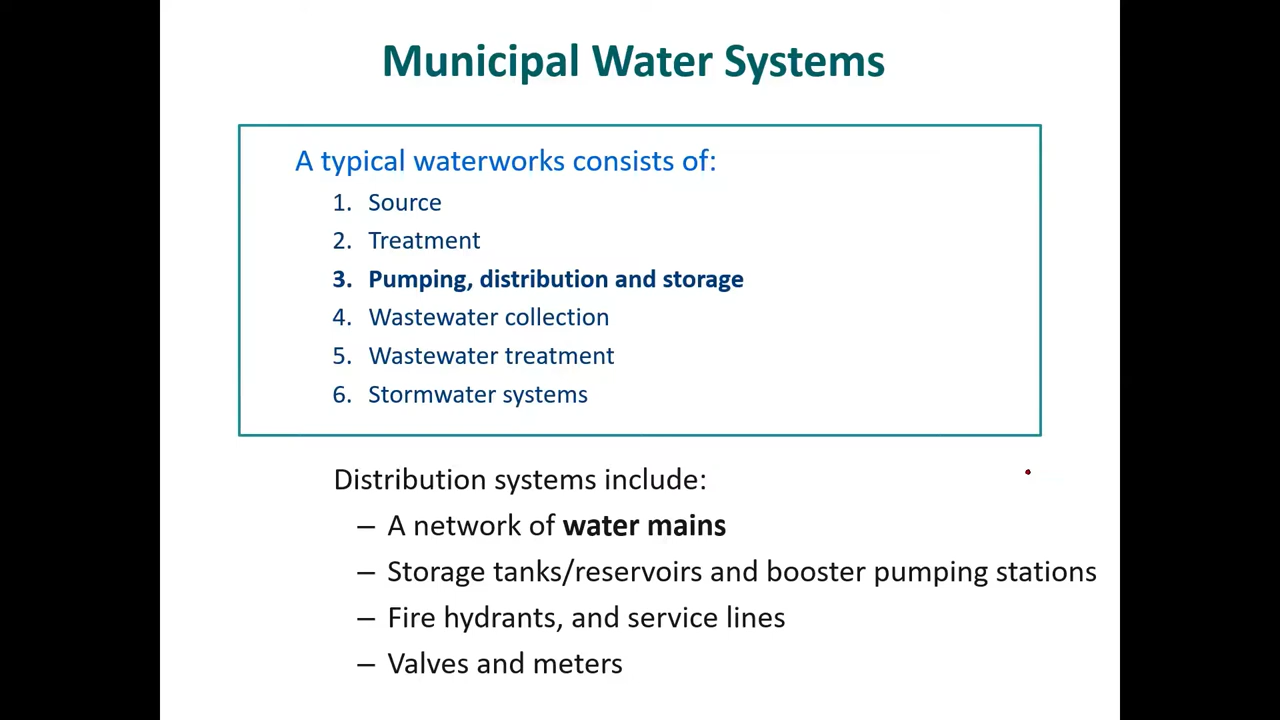 Municipal Water Systems
A typical waterworks consists of:
1. Source
2. Treatment
3. Pumping, distribution and storage
4. Wastewater collection
5. Wastewater treatment
6. Stormwater systems
Distribution systems include:
– A network of water mains
– Storage tanks/reservoirs and booster pumping stations
– Fire hydrants, and service lines
– Valves and meters